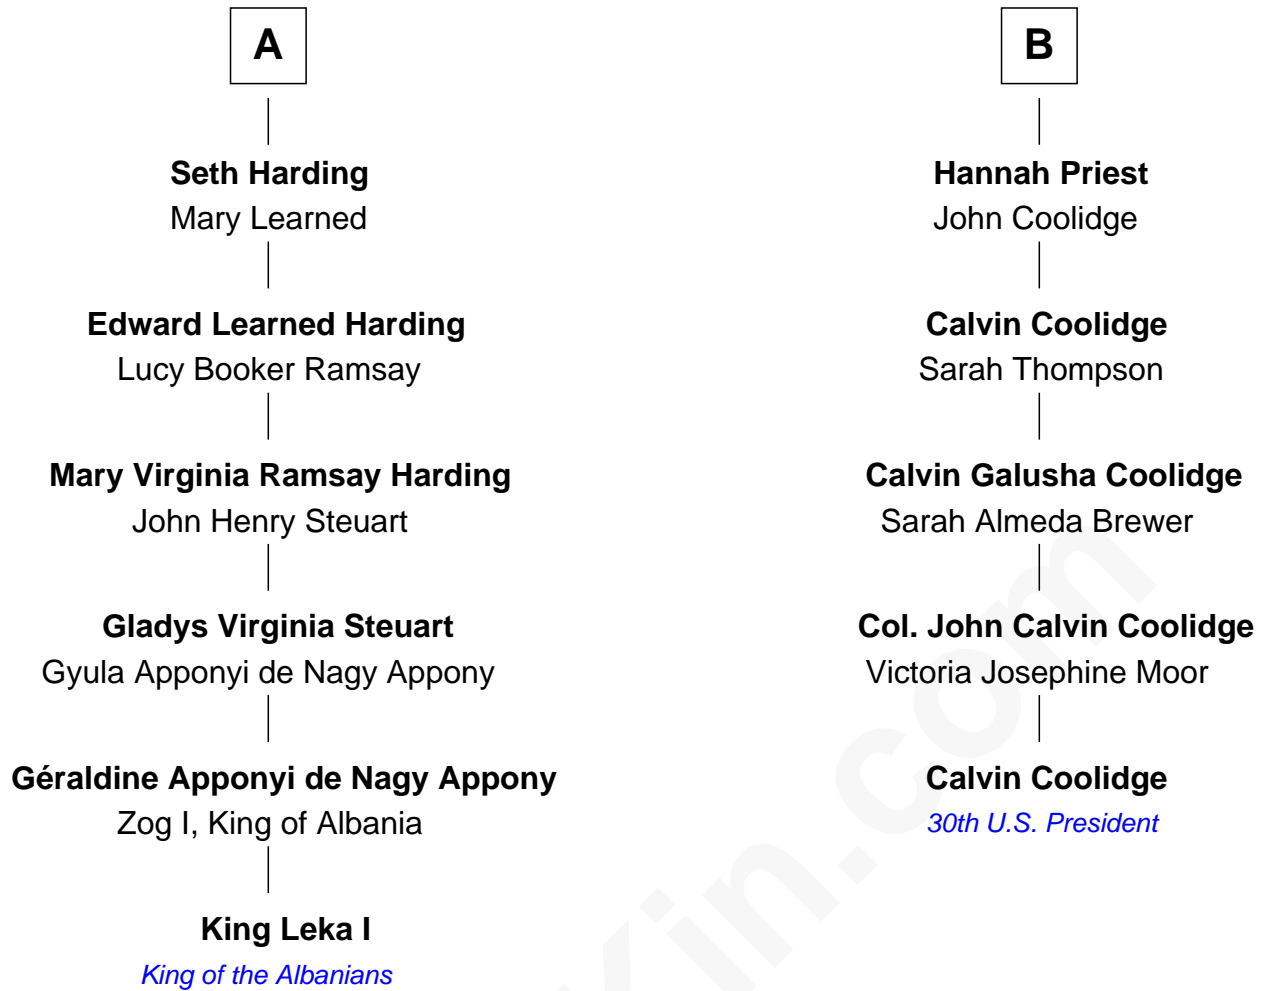 A
Seth Harding
Mary Learned
Edward Learned Harding
Lucy Booker Ramsay
Mary Virginia Ramsay Harding
John Henry Steuart
Gladys Virginia Steuart
Gyula Apponyi de Nagy Appony
Géraldine Apponyi de Nagy Appony
Zog I, King of Albania
King Leka I
King of the Albanians
B
Hannah Priest
John Coolidge
Calvin Coolidge
Sarah Thompson
Calvin Galusha Coolidge
Sarah Almeda Brewer
Col. John Calvin Coolidge
Victoria Josephine Moor
Calvin Coolidge
30th U.S. President
Kin.com